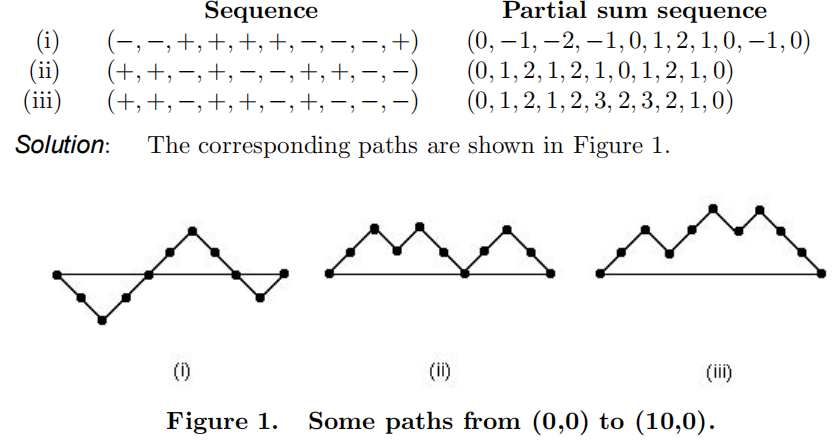 Sequence Partial sum sequence
(i) (−, −, +, +, +, +, −, −, −, +) (0, −1, −2, −1, 0, 1, 2, 1, 0, −1, 0)
(ii) (+, +, −, +, −, −, +, +, −, −) (0, 1, 2, 1, 2, 1, 0, 1, 2, 1, 0)
(iii) (+, +, −, +, +, −, +, −, −, −) (0, 1, 2, 1, 2, 3, 2, 3, 2, 1, 0)
Solution: The corresponding paths are shown in Figure 1.
(i) (ii) (iii)
Figure 1. Some paths from (0,0) to (10,0).